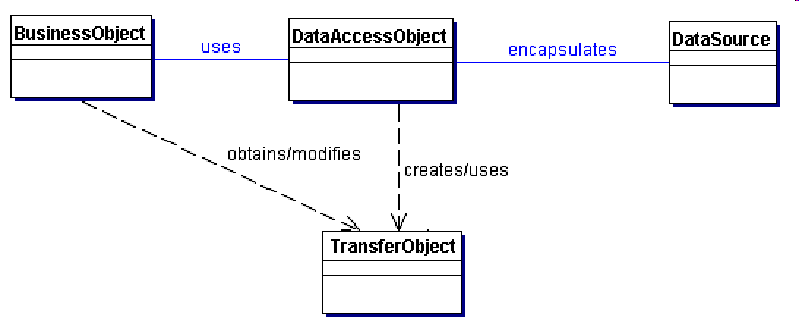 BusinessObject
uses
DataAccessObject
encapsulates
DataSource
obtains/modifies
creates/uses
TransferObject